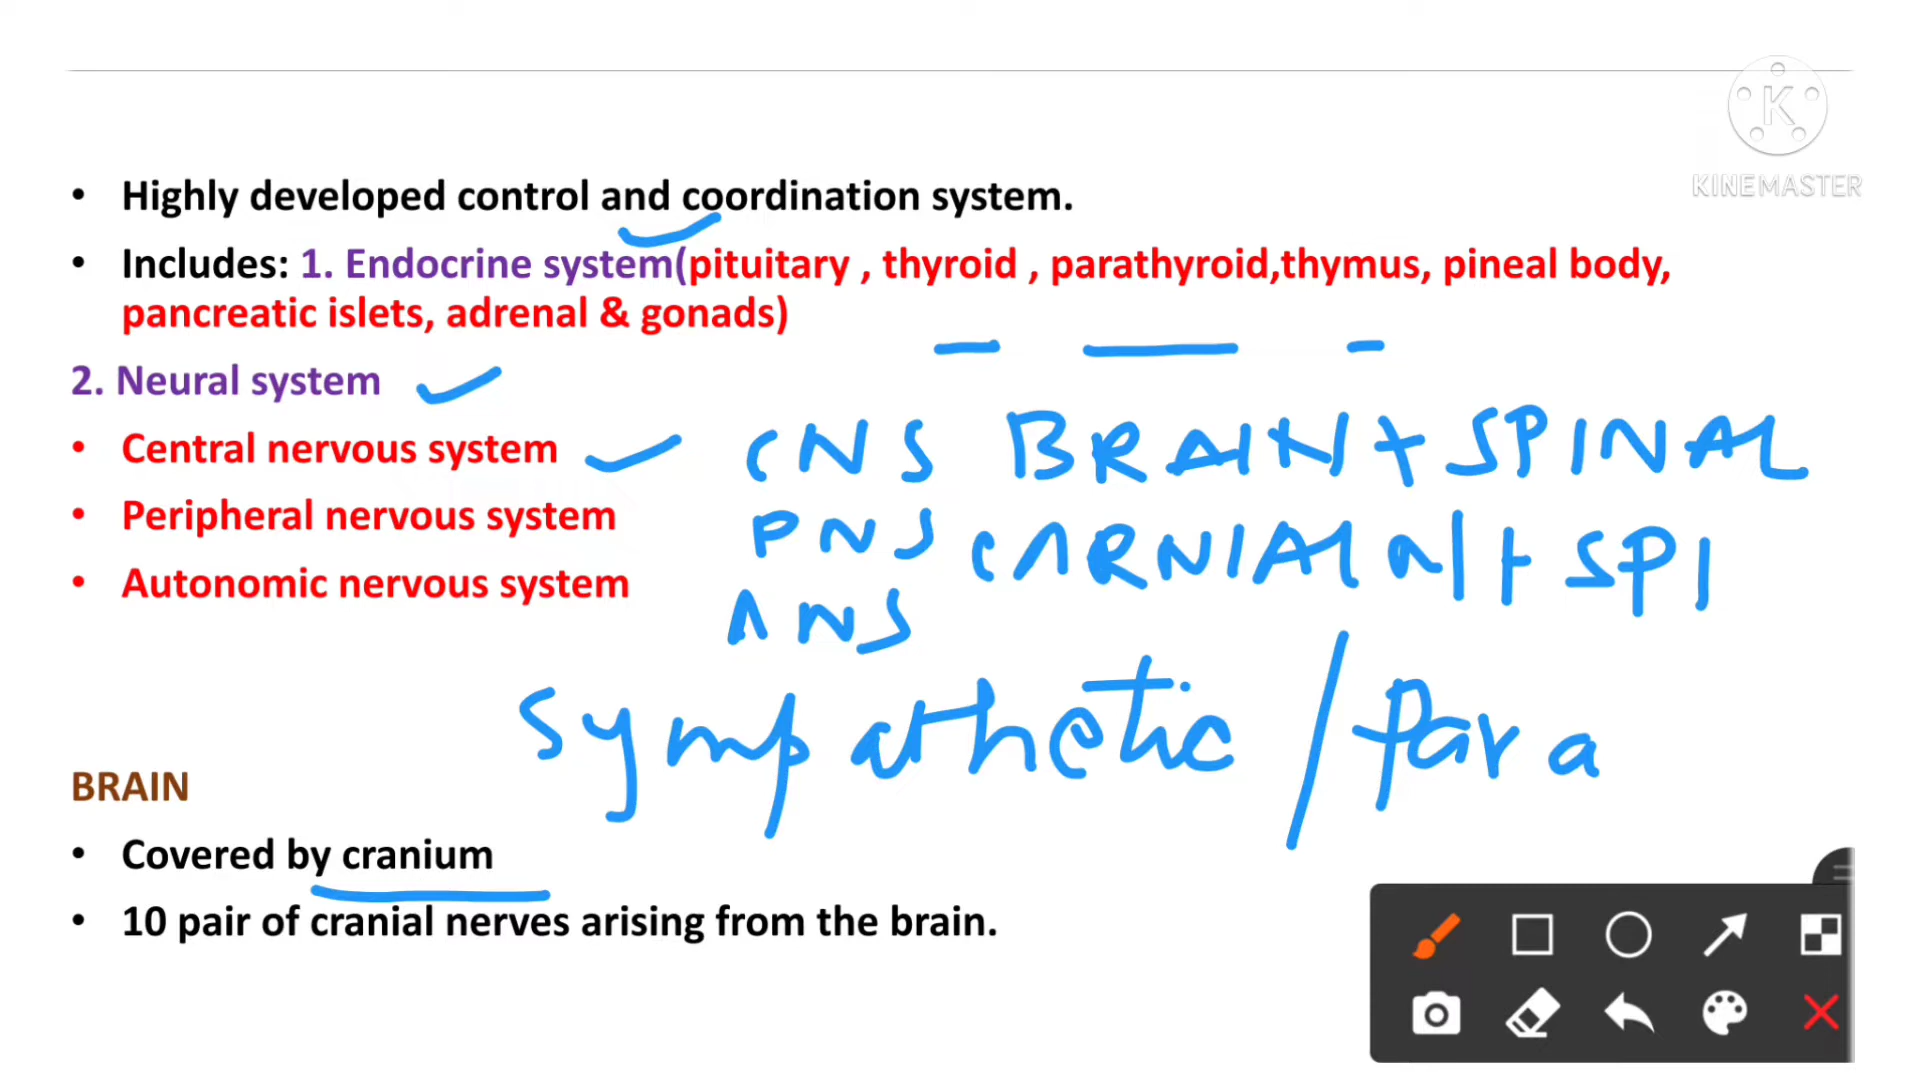 KINEMASTER
• Highly developed control and coordination system.
• Includes: 1. Endocrine system(pituitary , thyroid , parathyroid,thymus, pineal body,
pancreatic islets, adrenal & gonads)
2. Neural system
• Central nervous system
CNS BRAIN + SPINAL
• Peripheral nervous system
PNS CARNIAL n/+ SPI
• Autonomic nervous system
ANS
Sympathetic / Para
BRAIN
• Covered by cranium
• 10 pair of cranial nerves arising from the brain.